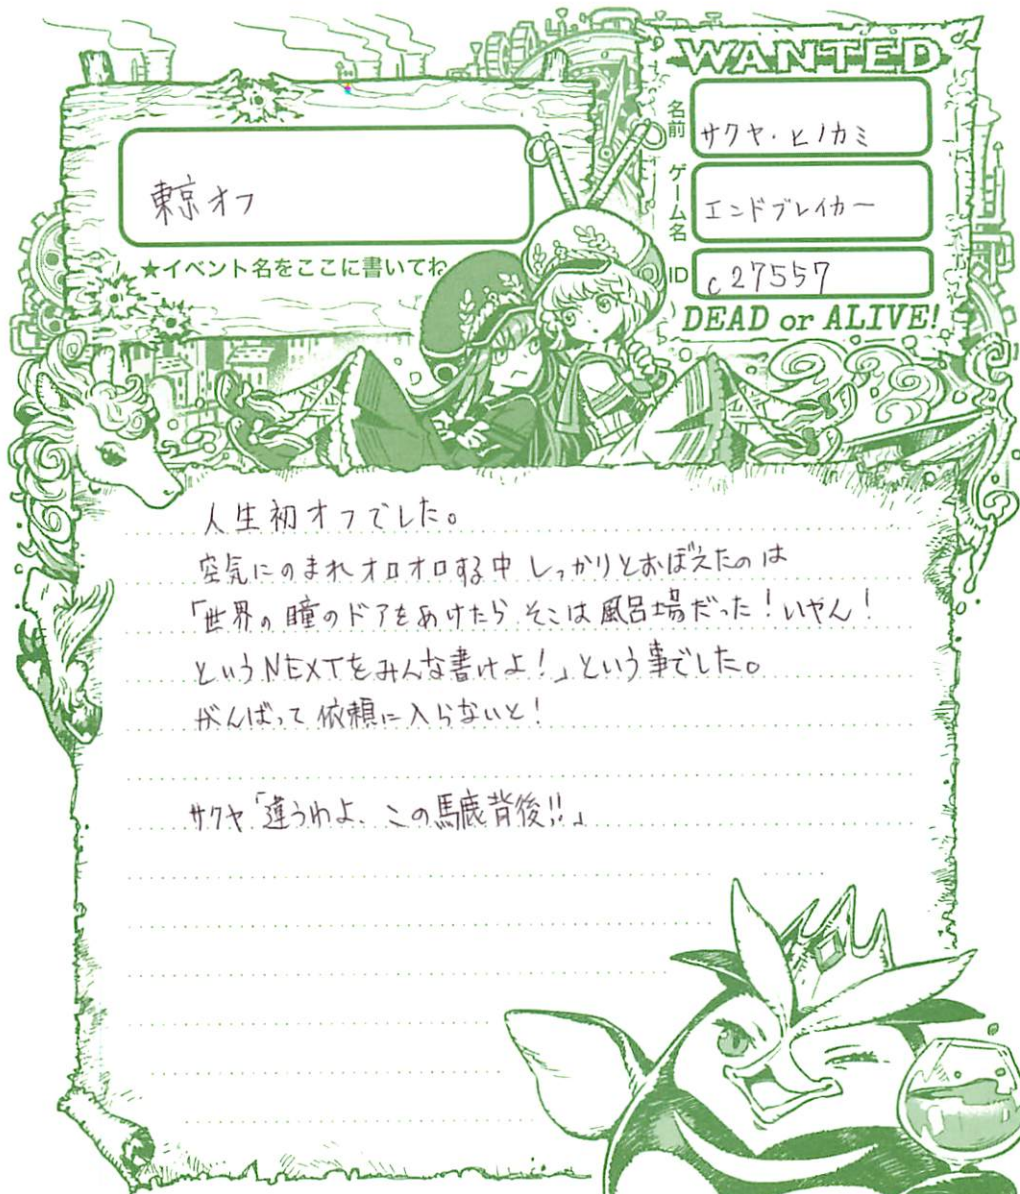 東京オフ
★イベント名をここに書いてね
WANTED
名前
サクヤ・ヒノカミ
ゲーム名
エンドブレイカー
ID
c27557
DEAD or ALIVE!
人生初オフでした。
空気にのまれオロオロする中 しっかりとおぼえたのは
「世界の瞳のドアをあけたら そこは風呂場だった!いやん!
というNEXTをみんな書けよ!」という事でした。
がんばって依頼に入らないと!
サクヤ「違うわよ、この馬鹿背後!!」